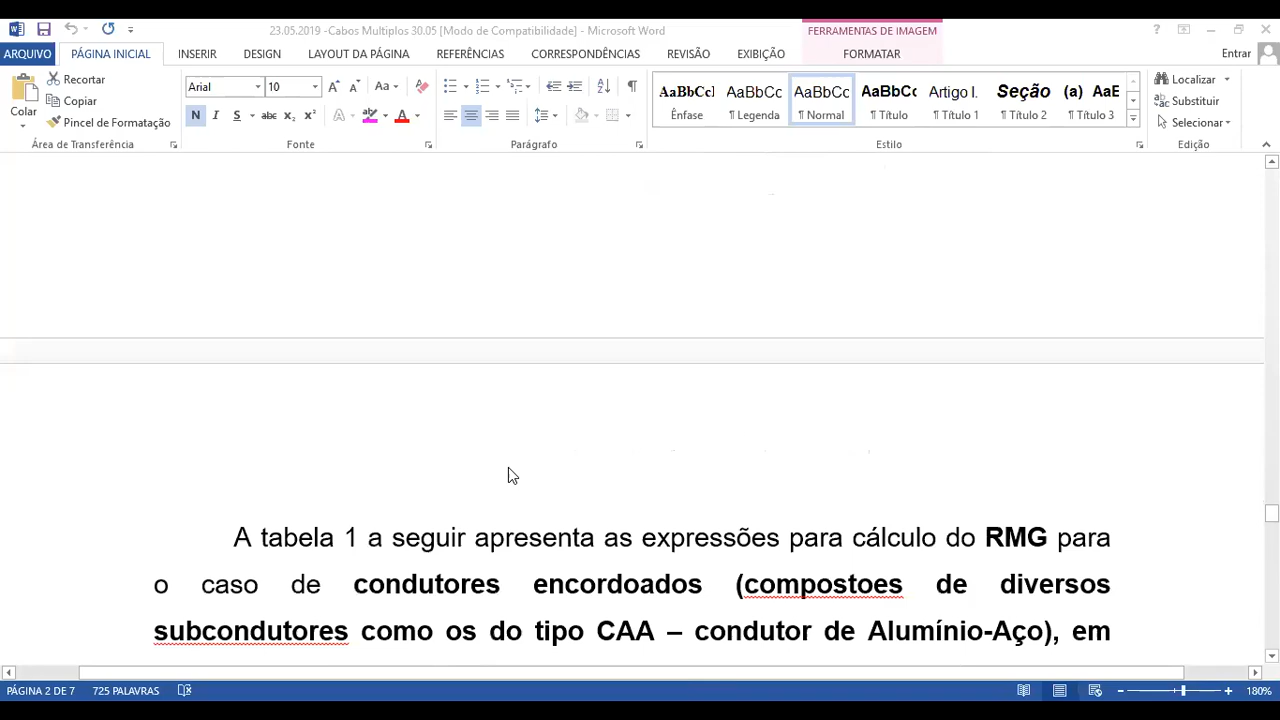 23.05.2019 -Cabos Multiplos 30.05 [Modo de Compatibilidade] - Microsoft Word
FERRAMENTAS DE IMAGEM
ARQUIVO PÁGINA INICIAL INSERIR DESIGN LAYOUT DA PÁGINA REFERÊNCIAS CORRESPONDÊNCIAS REVISÃO EXIBIÇÃO FORMATAR Entrar
Colar
Recortar
Copiar
Pincel de Formatação
Área de Transferência
Arial 10
Fonte
Parágrafo
AaBbCcI AaBbCc AaBbCc AaBbCc Artigo I. Seção (a) AaE
Ênfase ¶ Legenda ¶ Normal ¶ Título ¶ Título 1 ¶ Título 2 ¶ Título 3
Estilo
Localizar
Substituir
Selecionar
Edição
A tabela 1 a seguir apresenta as expressões para cálculo do RMG para
o caso de condutores encordoados (compostoes de diversos
subcondutores como os do tipo CAA – condutor de Alumínio-Aço), em
PÁGINA 2 DE 7 725 PALAVRAS 180%